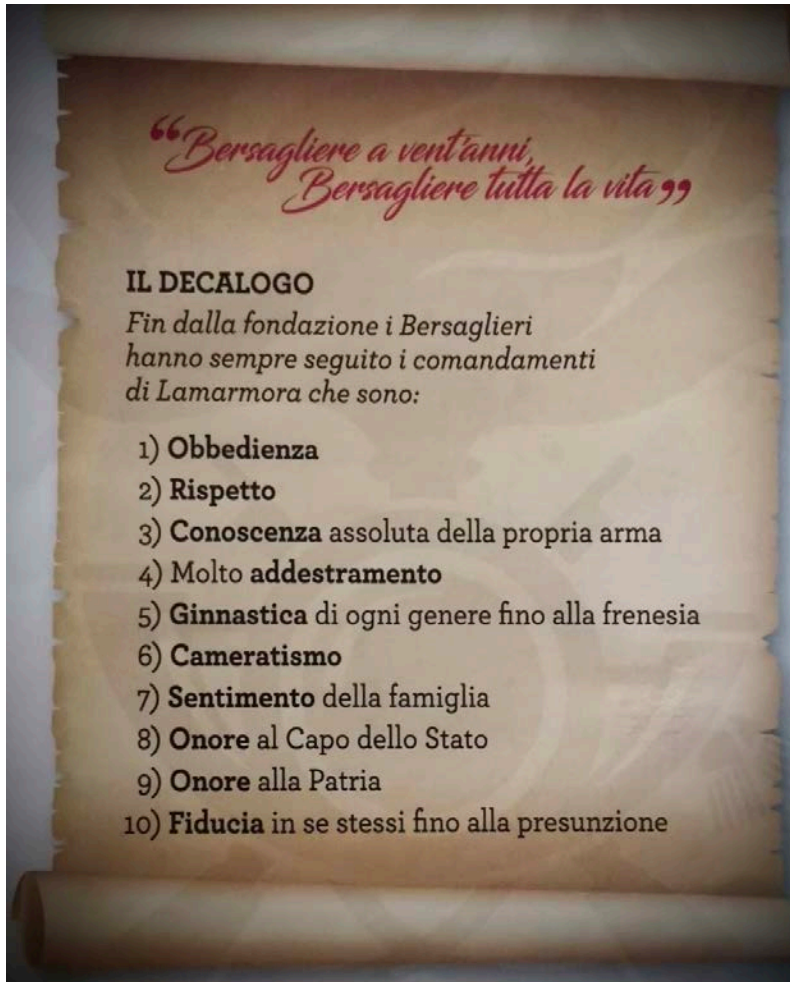 “Bersagliere a vent'anni,
Bersagliere tutta la vita”
IL DECALOGO
Fin dalla fondazione i Bersaglieri
hanno sempre seguito i comandamenti
di Lamarmora che sono:
1) Obbedienza
2) Rispetto
3) Conoscenza assoluta della propria arma
4) Molto addestramento
5) Ginnastica di ogni genere fino alla frenesia
6) Cameratismo
7) Sentimento della famiglia
8) Onore al Capo dello Stato
9) Onore alla Patria
10) Fiducia in se stessi fino alla presunzione